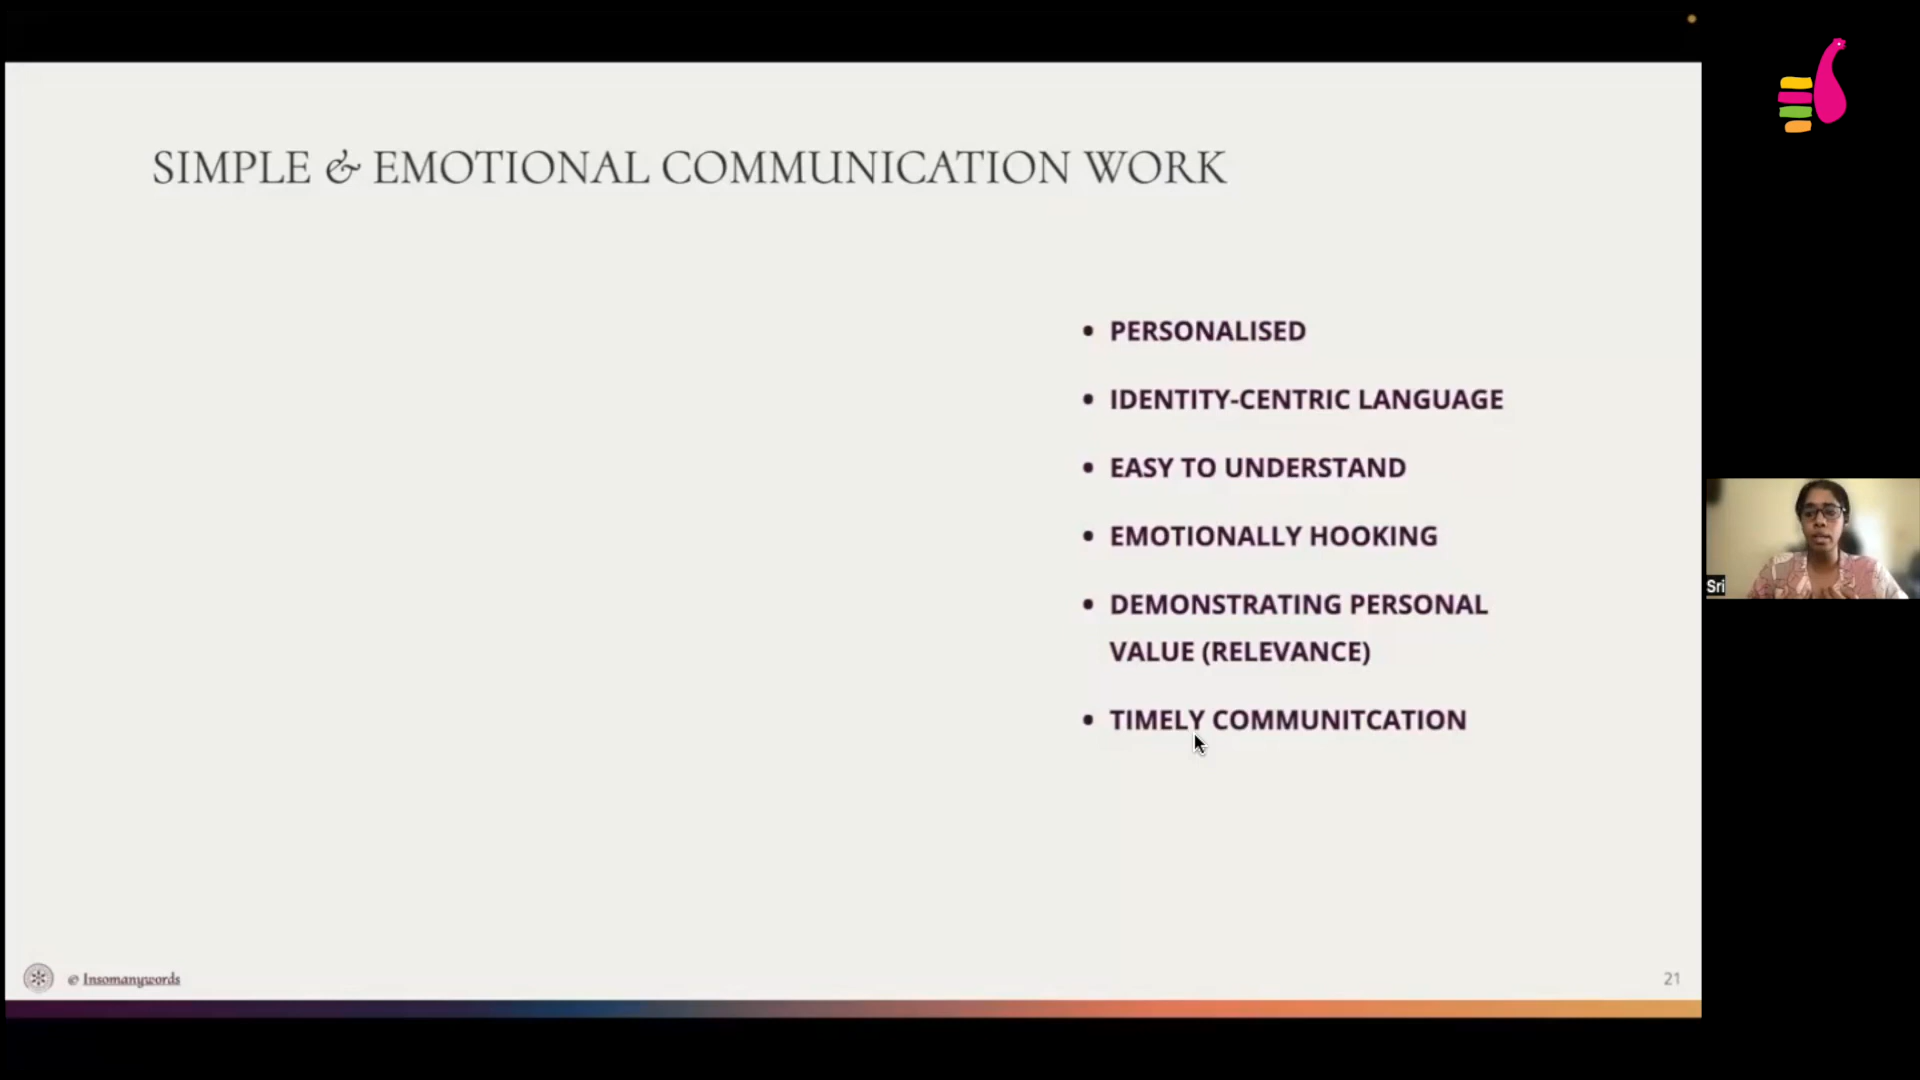 SIMPLE & EMOTIONAL COMMUNICATION WORK
• PERSONALISED
• IDENTITY-CENTRIC LANGUAGE
• EASY TO UNDERSTAND
• EMOTIONALLY HOOKING
• DEMONSTRATING PERSONAL
VALUE (RELEVANCE)
• TIMELY COMMUNITCATION
Sri
© Insomanywords
21